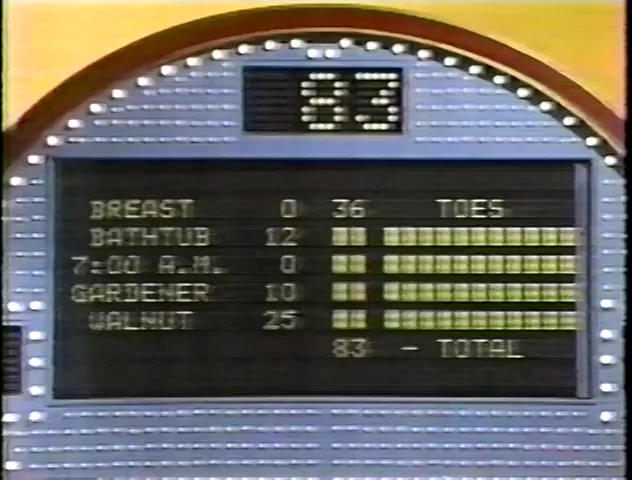 83
BREAST 0 36 TOES
BATHTUB 12
7:00 A.M. 0
GARDENER 10
WALNUT 25
83 - TOTAL